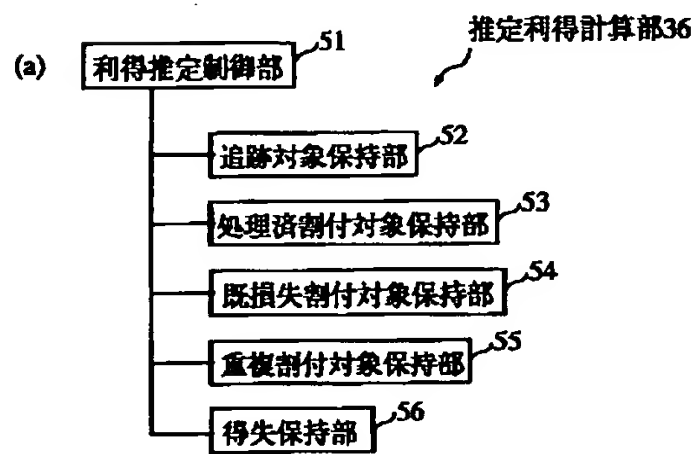 推定利得計算部36
(a) 利得推定制御部 51
追跡対象保持部 52
処理済割付対象保持部 53
既損失割付対象保持部 54
重複割付対象保持部 55
得失保持部 56